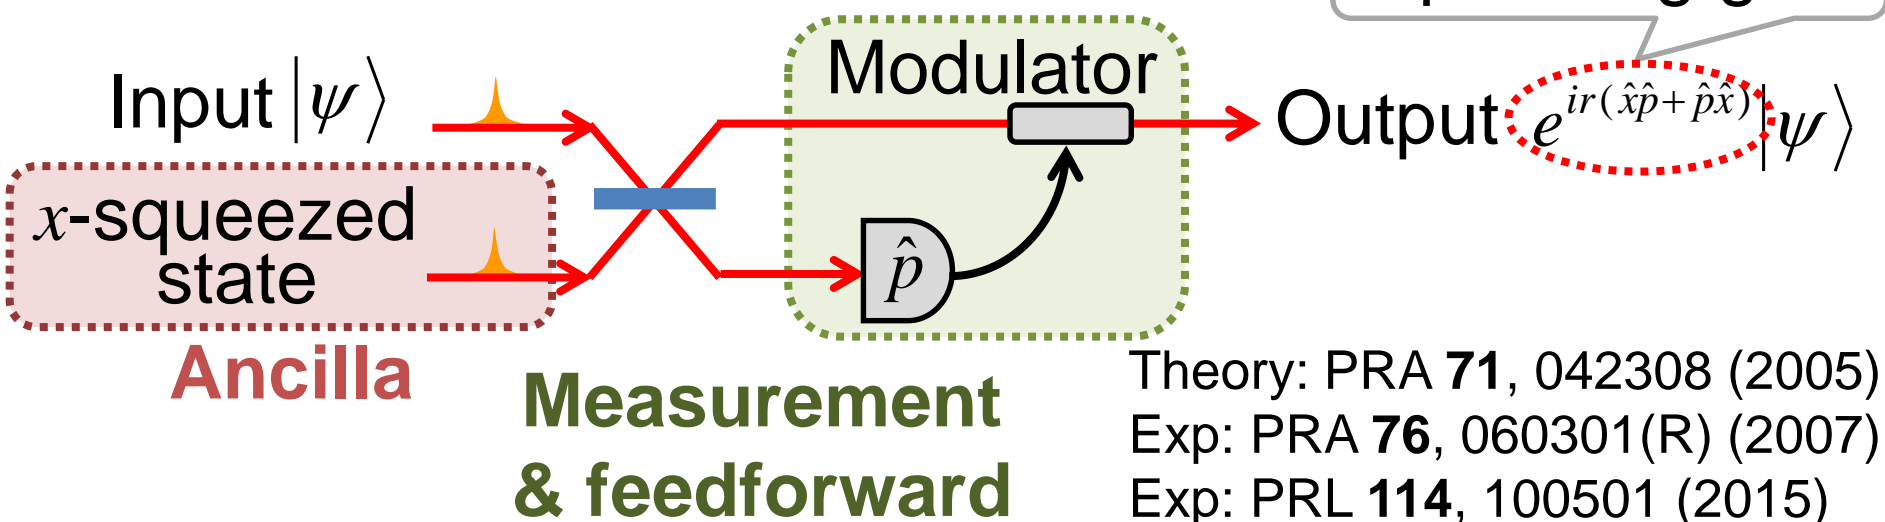 Modulator
Input |ψ⟩
Output e^{ir(x̂p̂+p̂x̂)}|ψ⟩
x-squeezed
state
p̂
Ancilla
Measurement
& feedforward
Theory: PRA 71, 042308 (2005)
Exp: PRA 76, 060301(R) (2007)
Exp: PRL 114, 100501 (2015)